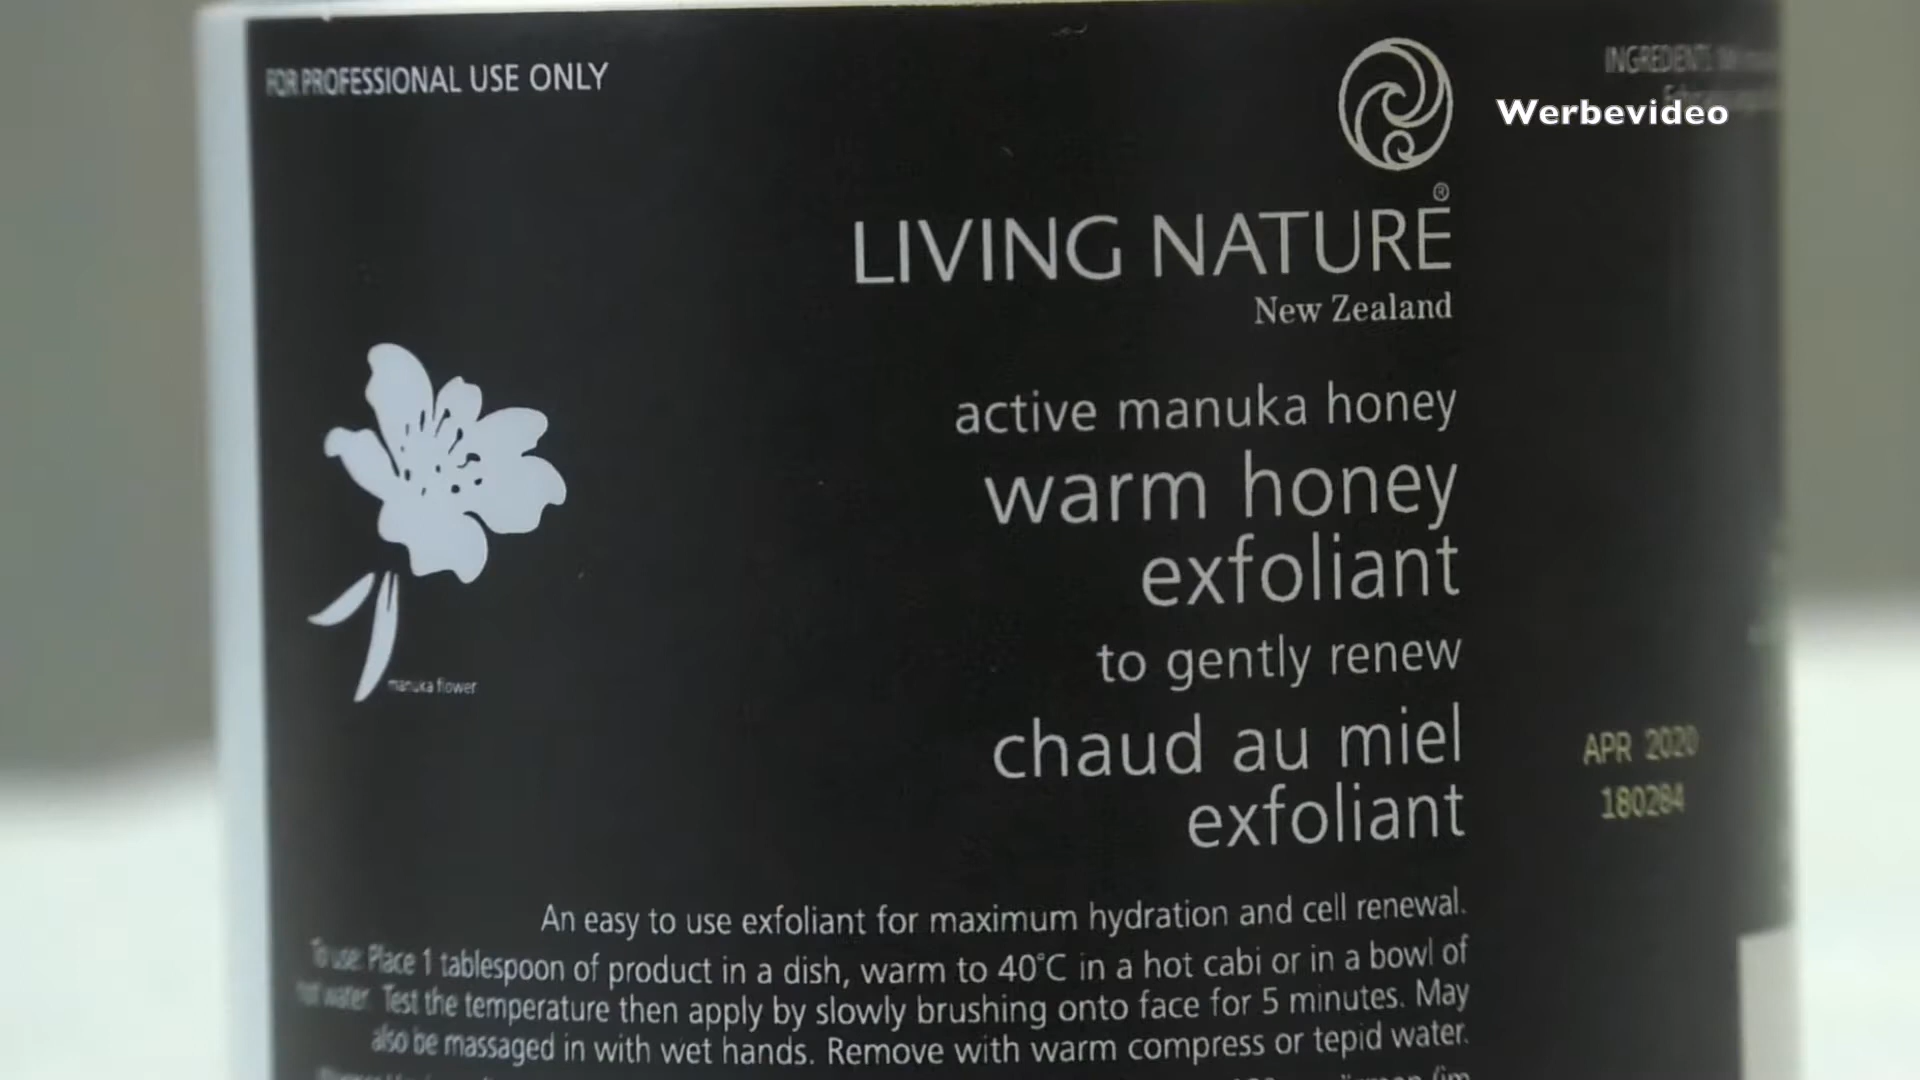 FOR PROFESSIONAL USE ONLY
INGREDIENTS
Werbevideo
®
LIVING NATURE
New Zealand
active manuka honey
warm honey
exfoliant
to gently renew
manuka flower
chaud au miel
exfoliant
APR 2020
180284
An easy to use exfoliant for maximum hydration and cell renewal.
To use: Place 1 tablespoon of product in a dish, warm to 40°C in a hot cabi or in a bowl of
hot water. Test the temperature then apply by slowly brushing onto face for 5 minutes. May
also be massaged in with wet hands. Remove with warm compress or tepid water.